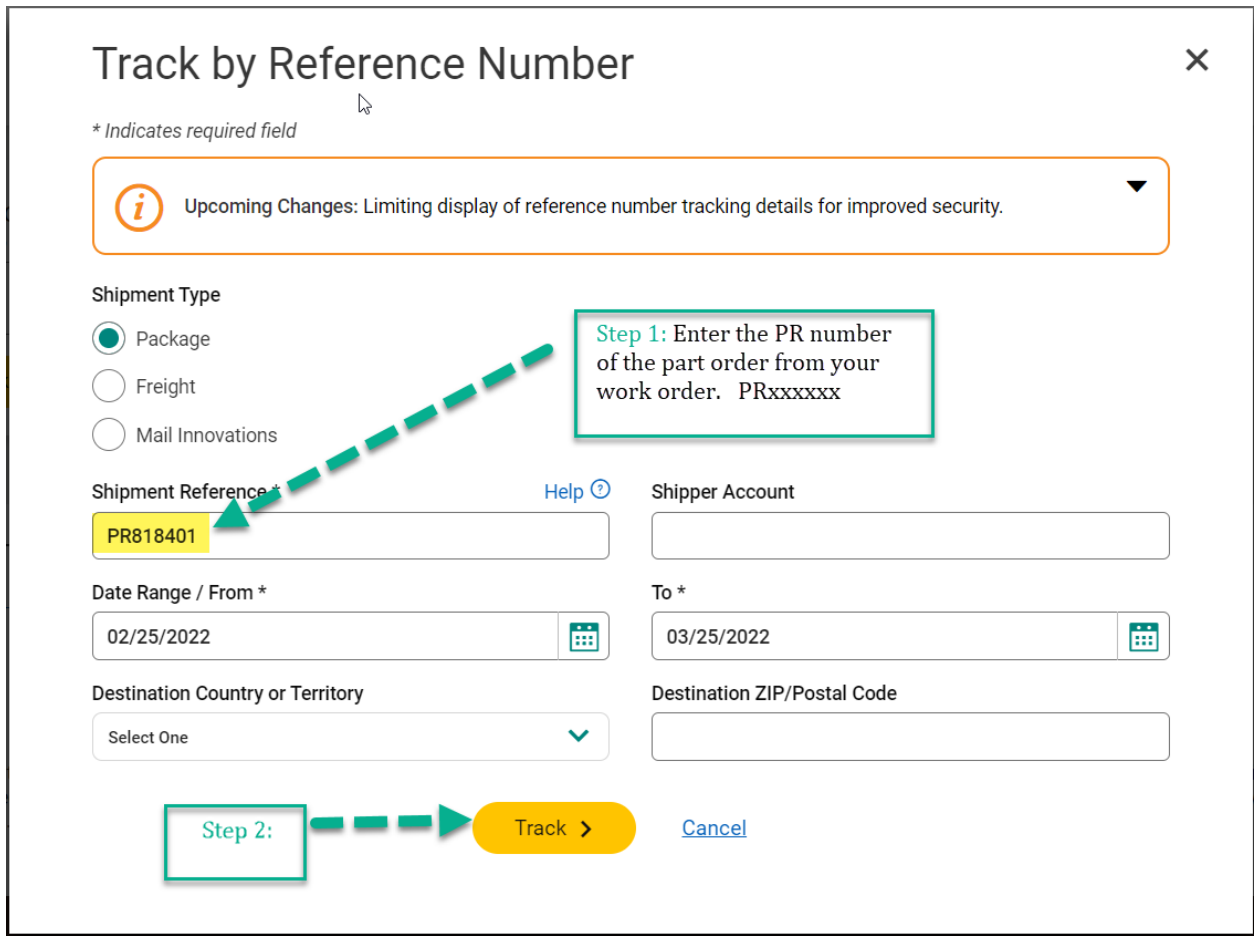 Track by Reference Number
* Indicates required field
Upcoming Changes: Limiting display of reference number tracking details for improved security.
Shipment Type
Package
Freight
Mail Innovations
Step 1: Enter the PR number
of the part order from your
work order. PRxxxxxx
Shipment Reference *
Help ?
Shipper Account
PR818401
Date Range / From *
To *
02/25/2022
03/25/2022
Destination Country or Territory
Destination ZIP/Postal Code
Select One
Step 2:
Track >
Cancel